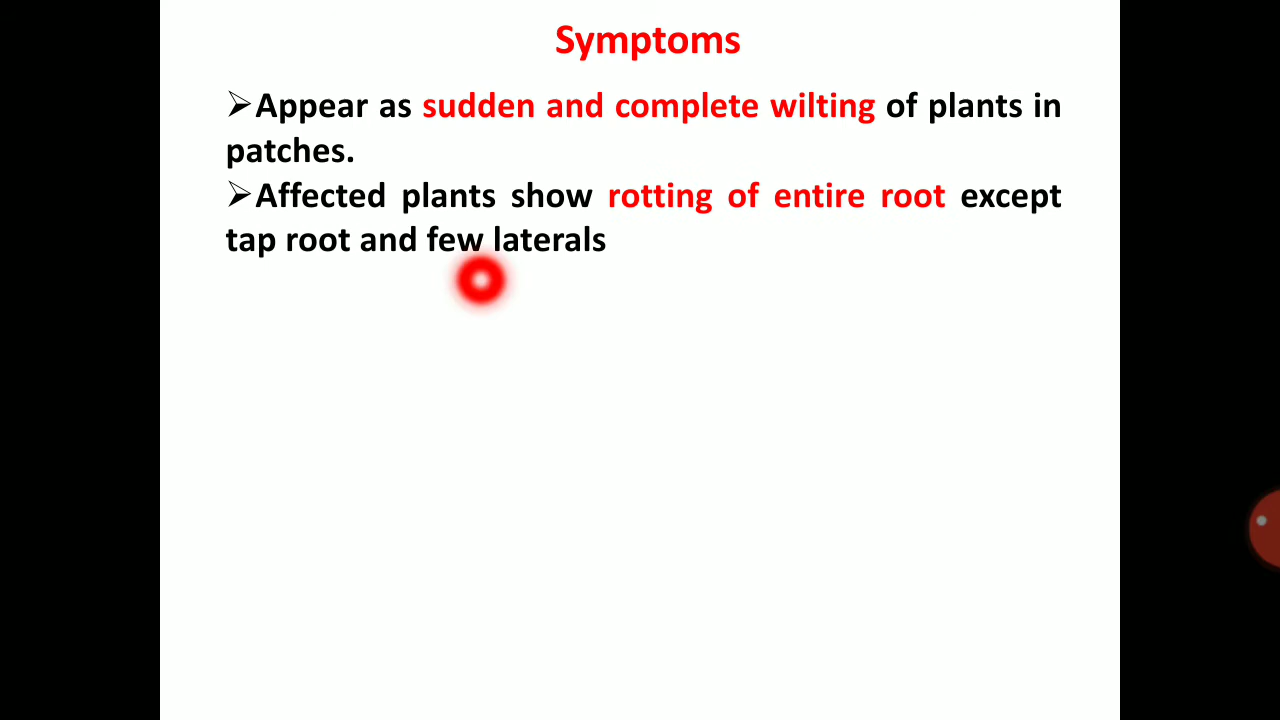 Symptoms
➢Appear as sudden and complete wilting of plants in
patches.
➢Affected plants show rotting of entire root except
tap root and few laterals